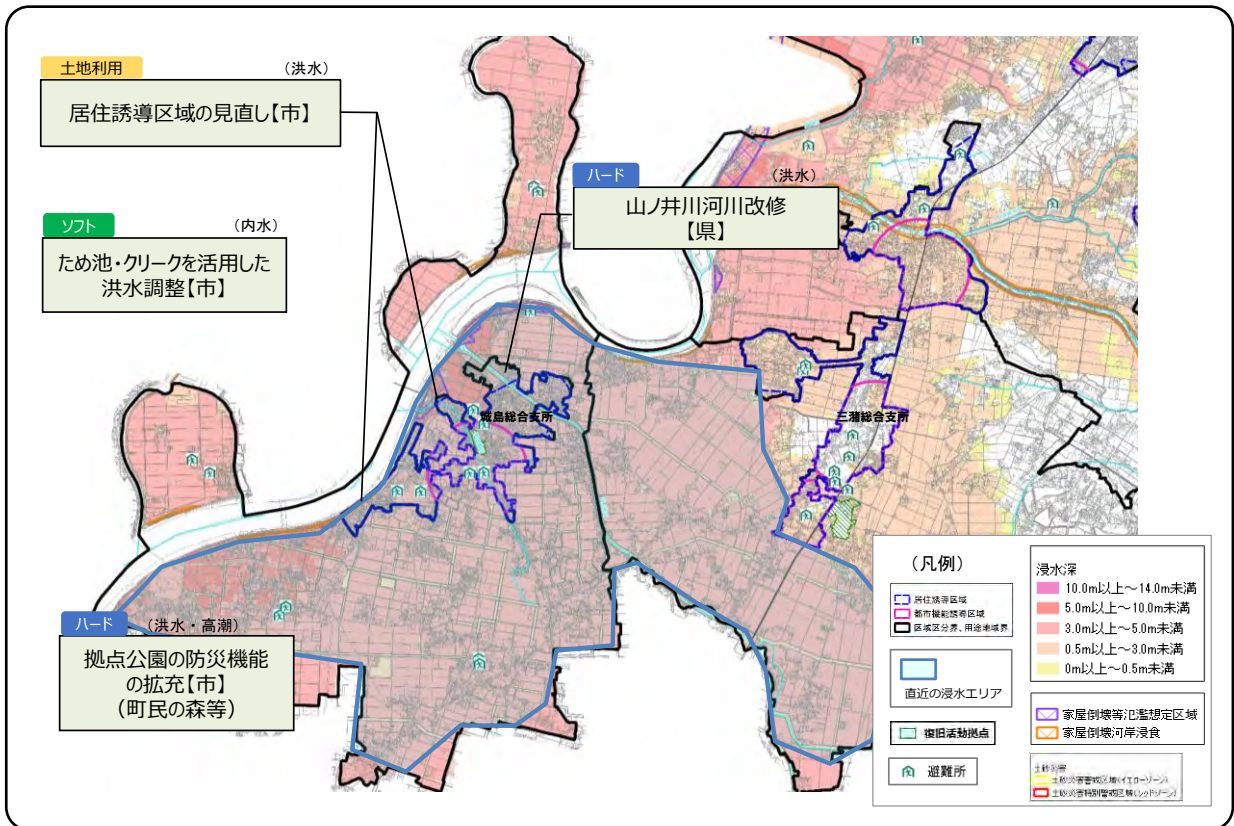 土地利用
（洪水）
居住誘導区域の見直し【市】
ソフト
（内水）
ため池・クリークを活用した
洪水調整【市】
ハード
（洪水）
山ノ井川河川改修
【県】
城島総合支所
三潴総合支所
ハード
（洪水・高潮）
拠点公園の防災機能
の拡充【市】
（町民の森等）
（凡例）
居住誘導区域
都市機能誘導区域
区域区分界、用途地域界
直近の浸水エリア
復旧活動拠点
避難所
浸水深
10.0m以上～14.0m未満
5.0m以上～10.0m未満
3.0m以上～5.0m未満
0.5m以上～3.0m未満
0m以上～0.5m未満
家屋倒壊等氾濫想定区域
家屋倒壊河岸浸食
土砂災害
土砂災害警戒区域(イエローゾーン)
土砂災害特別警戒区域(レッドゾーン)